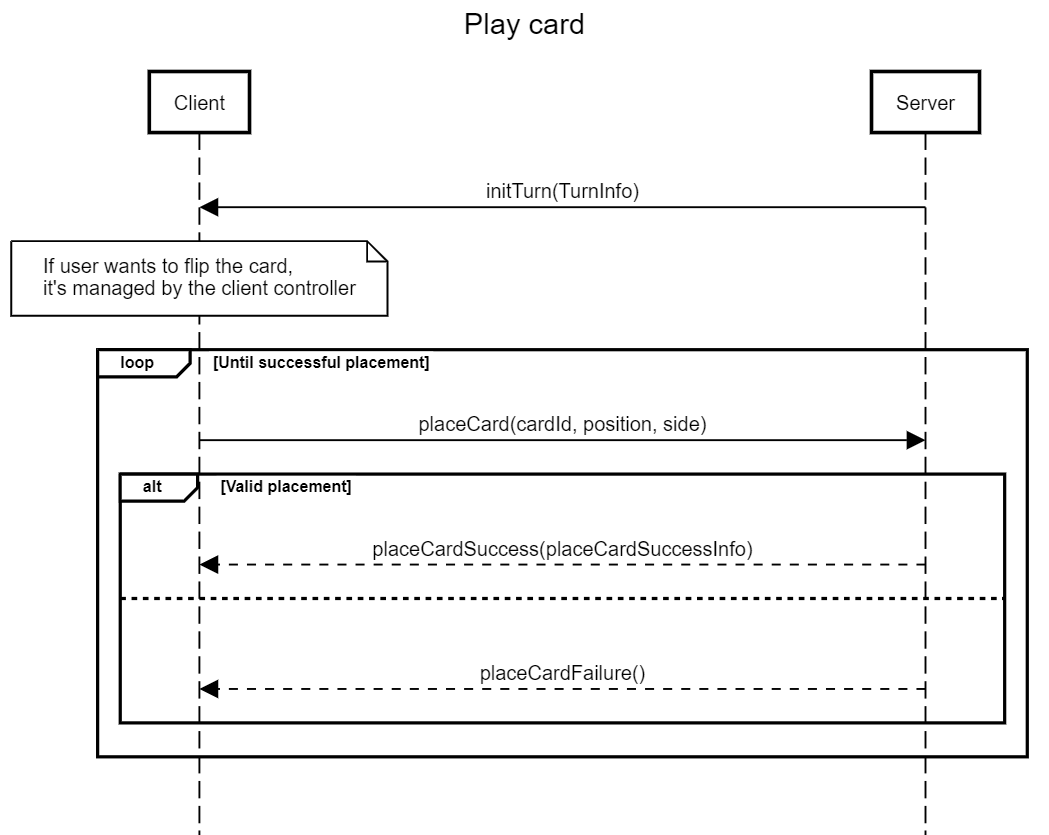 Play card
Client
Server
initTurn(TurnInfo)
If user wants to flip the card,
it's managed by the client controller
loop
[Until successful placement]
placeCard(cardId, position, side)
alt
[Valid placement]
placeCardSuccess(placeCardSuccessInfo)
placeCardFailure()